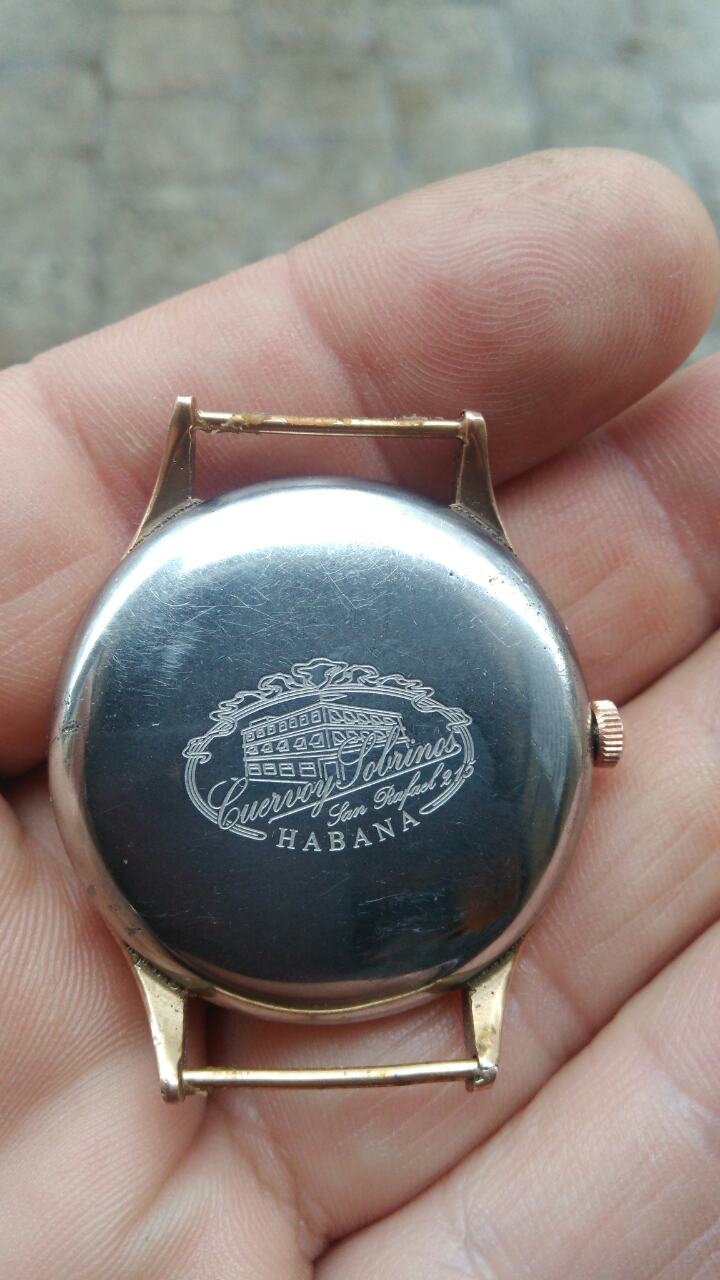 Cuervo y Sobrinos
San Rafael 215
HABANA